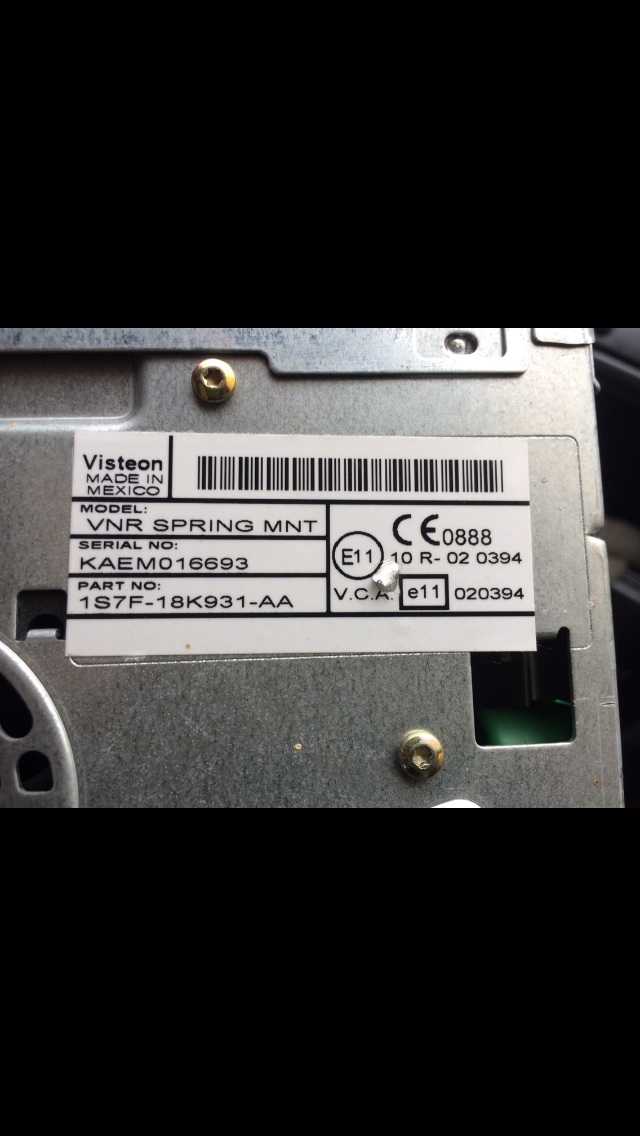 Visteon
MADE IN
MEXICO
MODEL:
VNR SPRING MNT
SERIAL NO:
KAEM016693
PART NO:
1S7F-18K931-AA
CE0888
E11 10 R- 02 0394
V.C.A. e11 020394